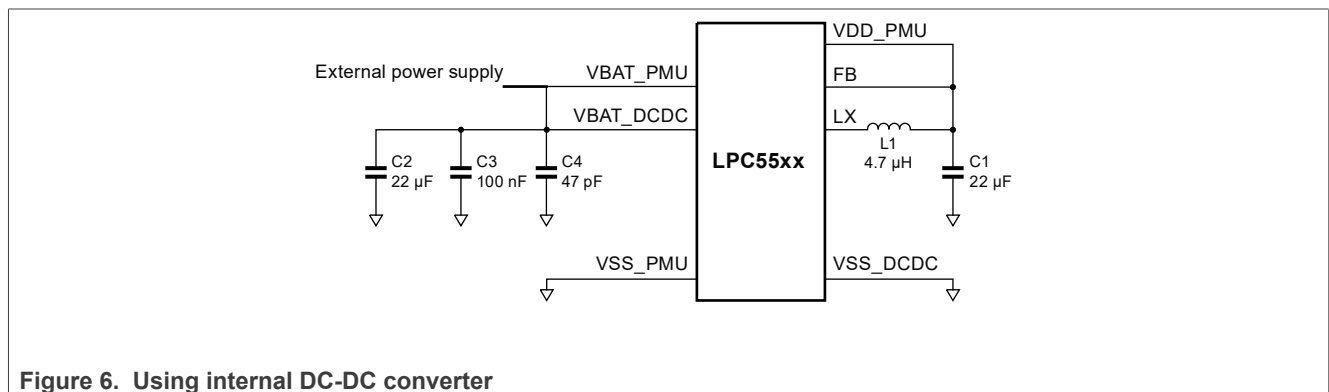 VDD_PMU
External power supply
VBAT_PMU
FB
VBAT_DCDC
LX
LPC55xx
L1
4.7 µH
C2
22 µF
C3
100 nF
C4
47 pF
C1
22 µF
VSS_PMU
VSS_DCDC
Figure 6. Using internal DC-DC converter